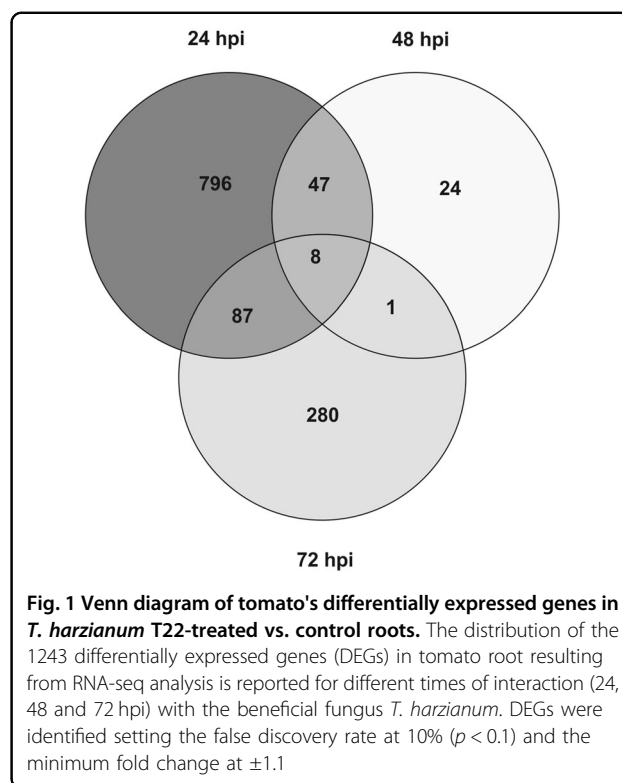 24 hpi 48 hpi
796 47 24
8
87 1
280
72 hpi
Fig. 1 Venn diagram of tomato's differentially expressed genes in
T. harzianum T22-treated vs. control roots. The distribution of the
1243 differentially expressed genes (DEGs) in tomato root resulting
from RNA-seq analysis is reported for different times of interaction (24,
48 and 72 hpi) with the beneficial fungus T. harzianum. DEGs were
identified setting the false discovery rate at 10% (p < 0.1) and the
minimum fold change at ±1.1